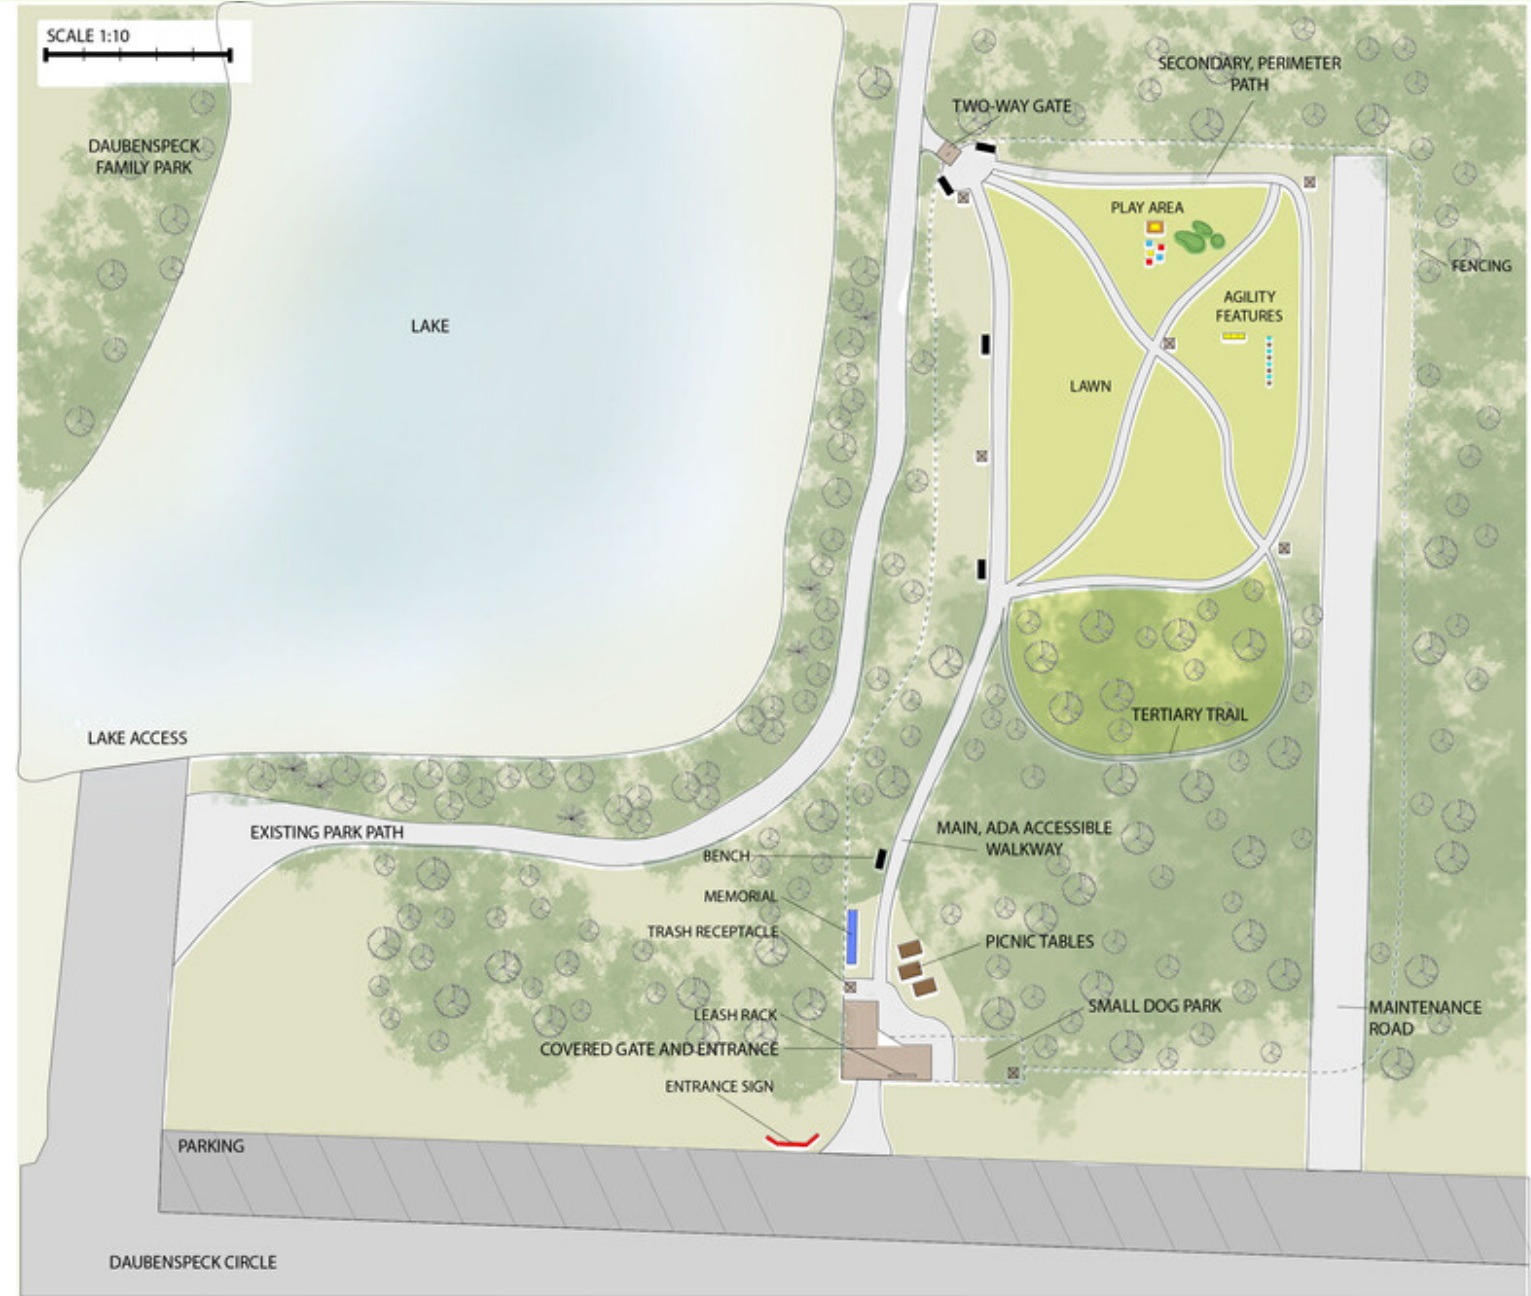 SCALE 1:10
SECONDARY, PERIMETER
PATH
TWO-WAY GATE
DAUBENSPECK
FAMILY PARK
PLAY AREA
FENCING
AGILITY
FEATURES
LAKE
LAWN
TERTIARY TRAIL
LAKE ACCESS
EXISTING PARK PATH
MAIN, ADA ACCESSIBLE
WALKWAY
BENCH
MEMORIAL
TRASH RECEPTACLE
PICNIC TABLES
SMALL DOG PARK
MAINTENANCE
ROAD
LEASH RACK
COVERED GATE AND ENTRANCE
ENTRANCE SIGN
PARKING
DAUBENSPECK CIRCLE